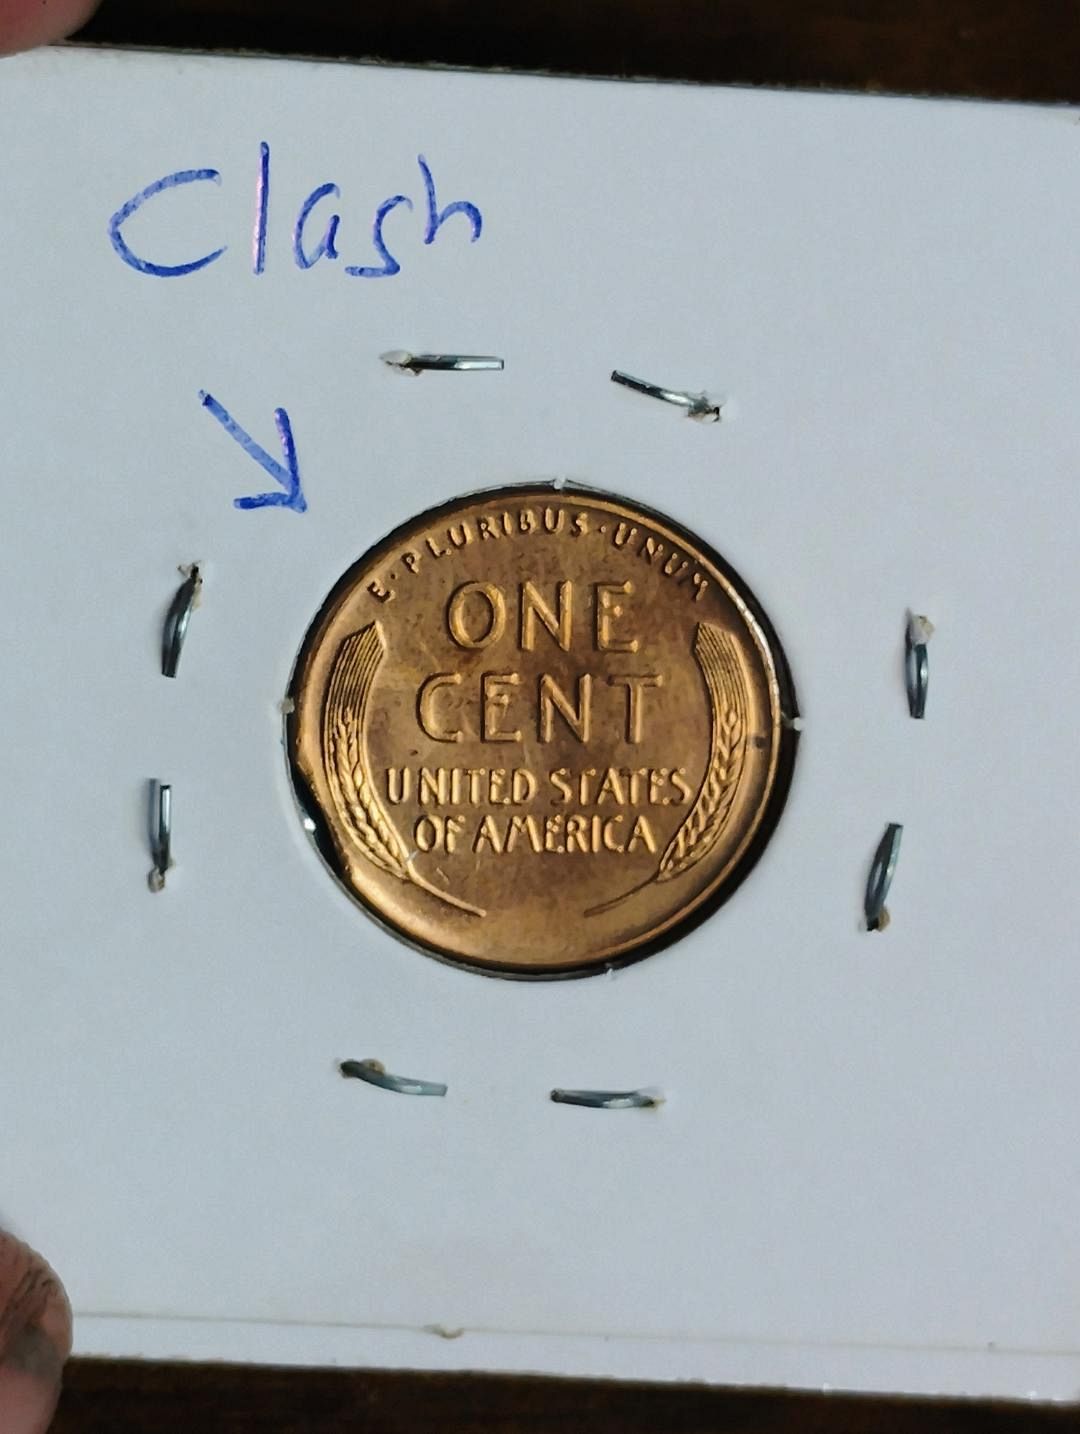 Clash
E·PLURIBUS·UNUM
ONE
CENT
UNITED STATES
OF AMERICA